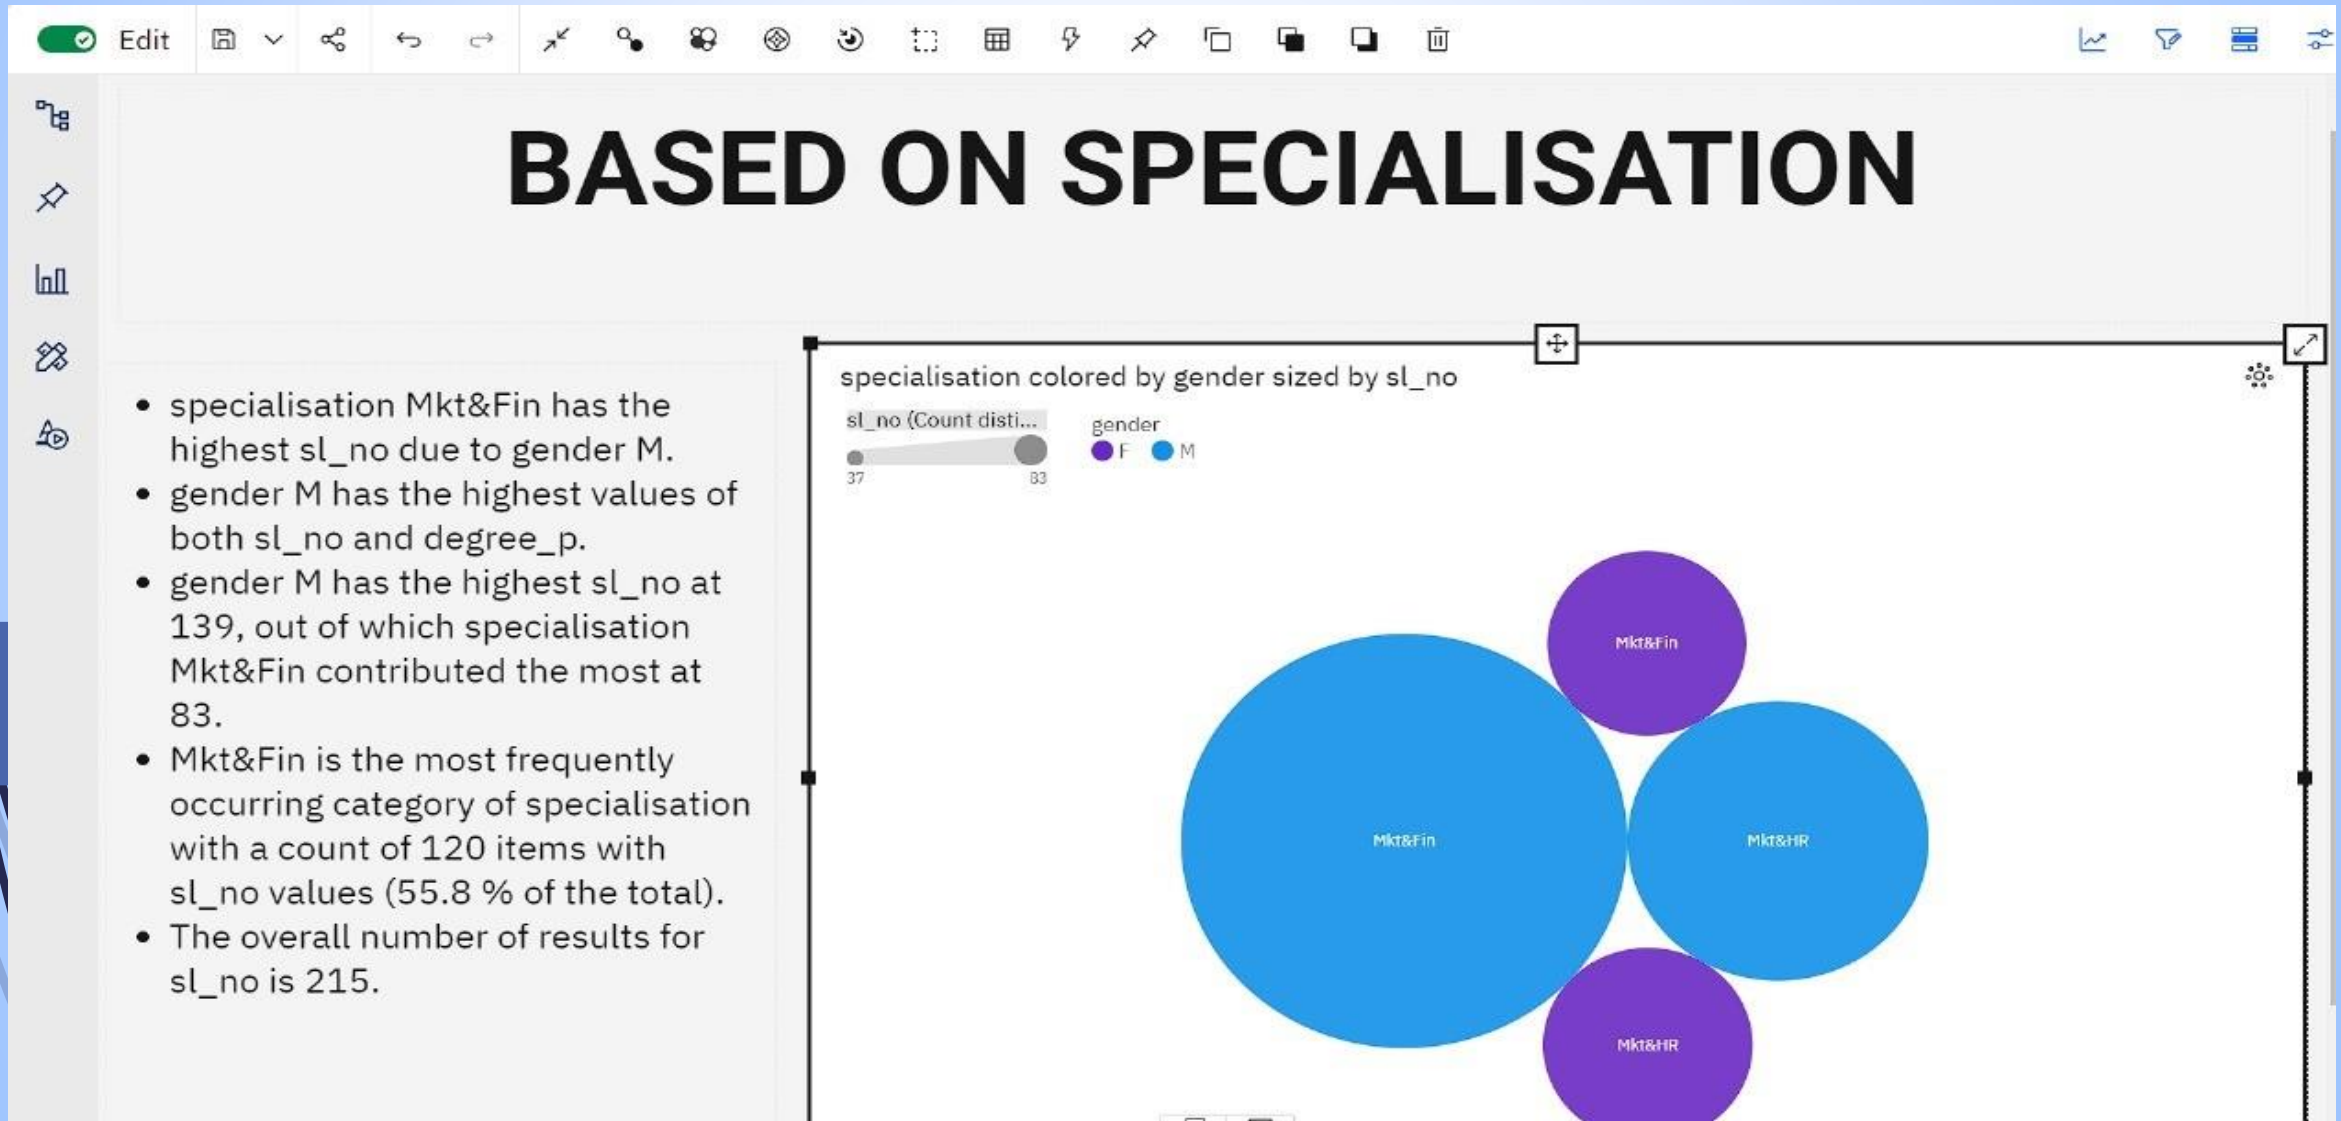 Edit
BASED ON SPECIALISATION
• specialisation Mkt&Fin has the
highest sl_no due to gender M.
• gender M has the highest values of
both sl_no and degree_p.
• gender M has the highest sl_no at
139, out of which specialisation
Mkt&Fin contributed the most at
83.
• Mkt&Fin is the most frequently
occurring category of specialisation
with a count of 120 items with
sl_no values (55.8 % of the total).
• The overall number of results for
sl_no is 215.
specialisation colored by gender sized by sl_no
sl_no (Count disti...
37 83
gender
F M
Mkt&Fin
Mkt&Fin
Mkt&HR
Mkt&HR